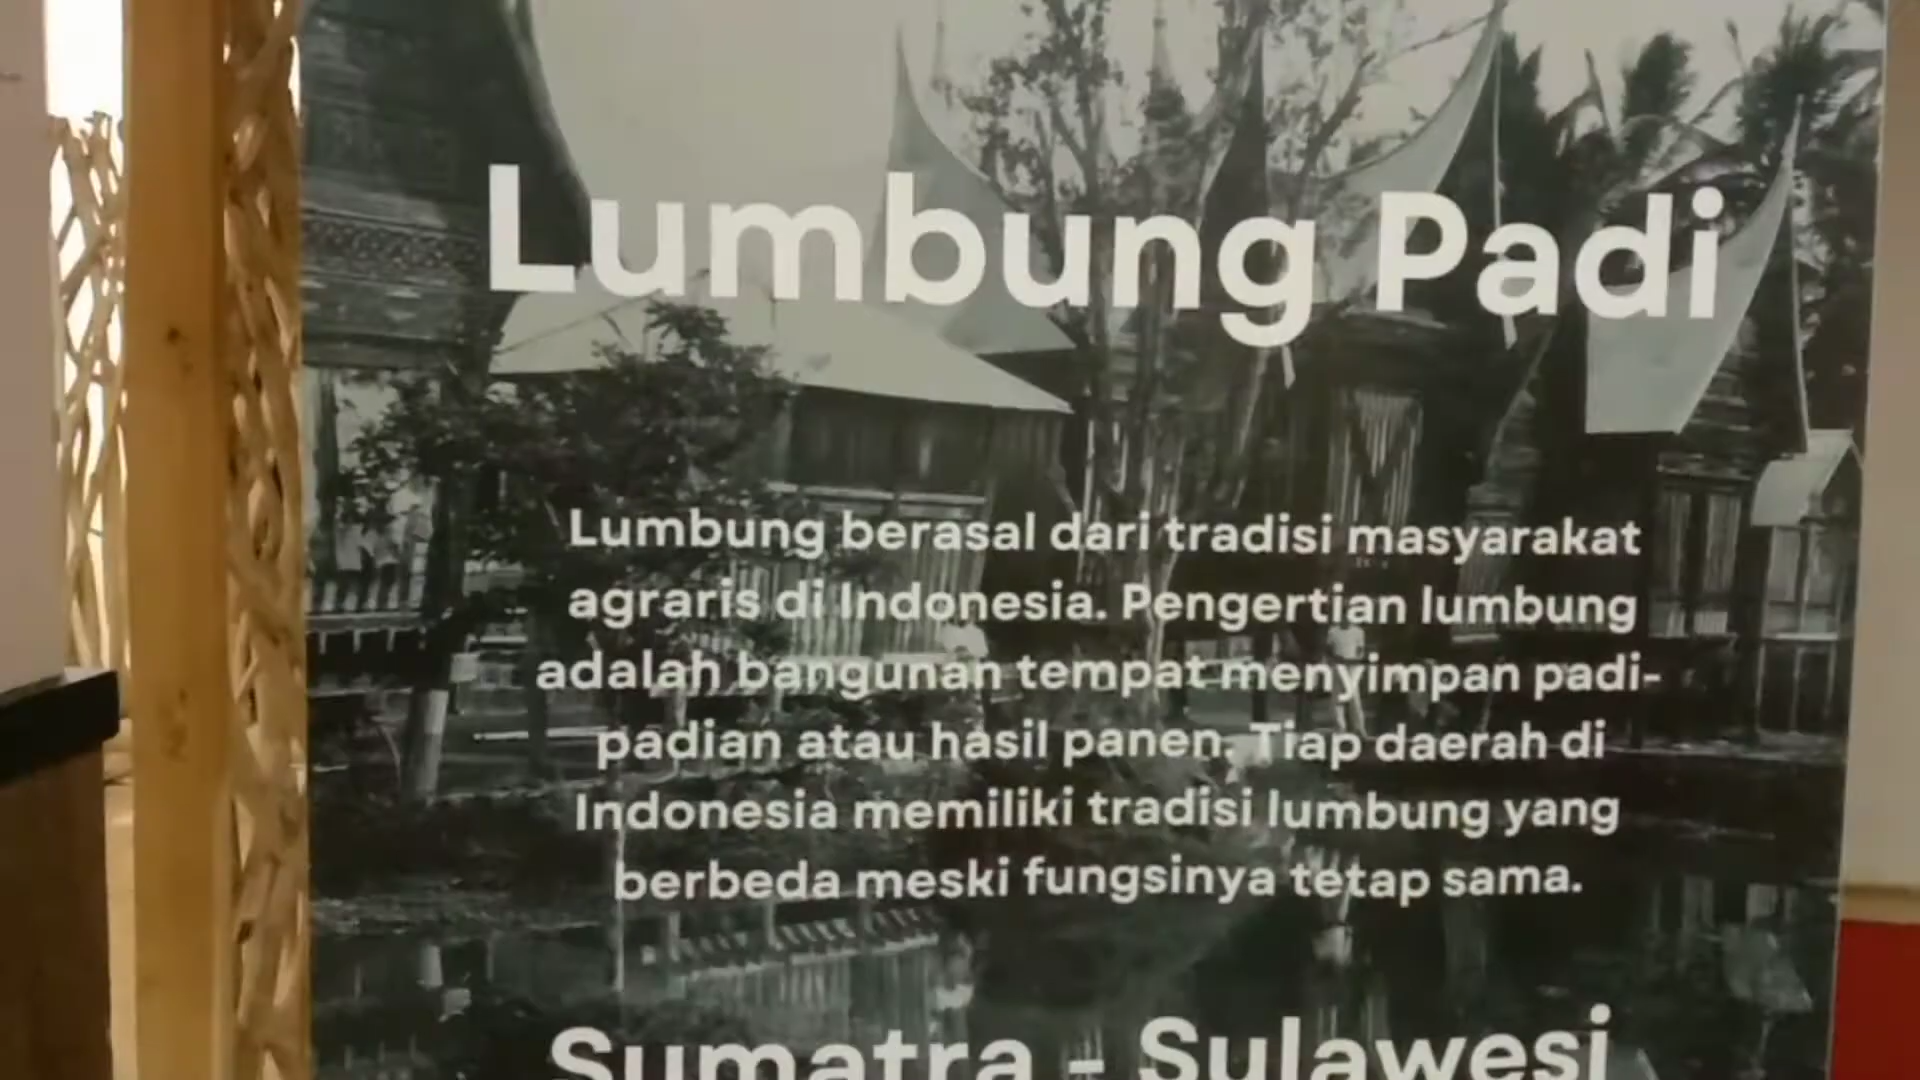 Lumbung Padi
Lumbung berasal dari tradisi masyarakat
agraris di Indonesia. Pengertian lumbung
adalah bangunan tempat menyimpan padi-
padian atau hasil panen. Tiap daerah di
Indonesia memiliki tradisi lumbung yang
berbeda meski fungsinya tetap sama.
Sumatra - Sulawesi